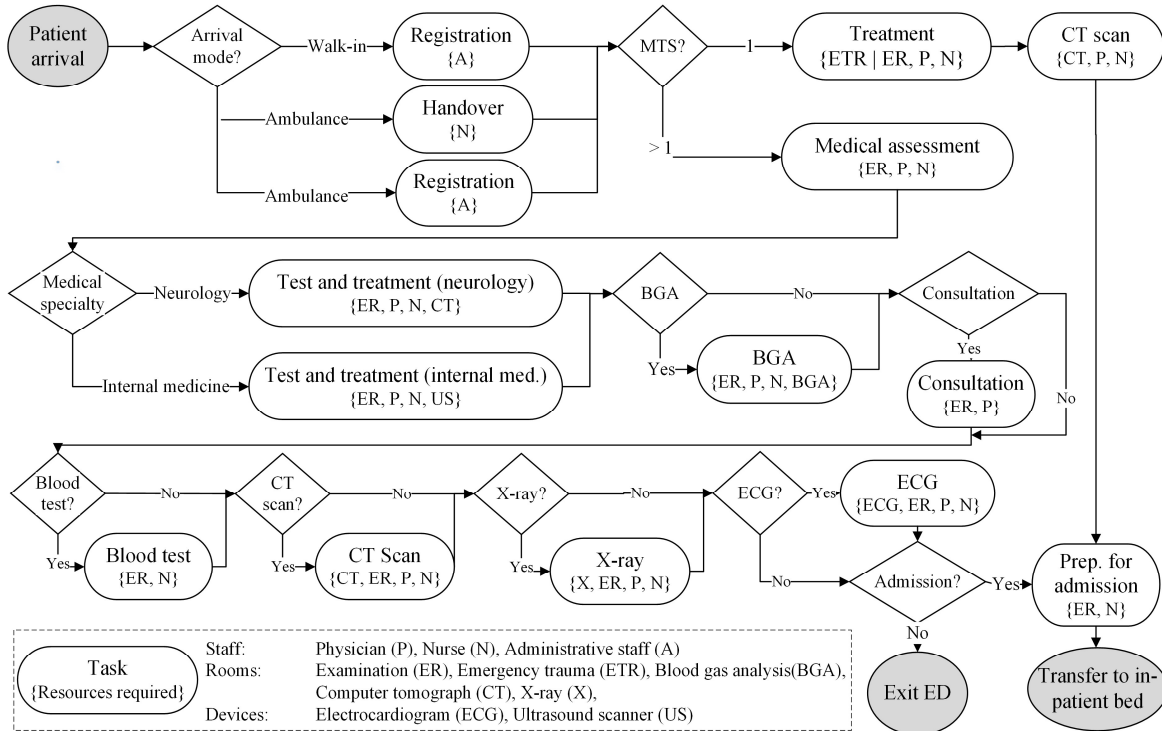 Patient
arrival
Arrival
mode?
Walk-in
Registration
{A}
MTS?
1
Treatment
{ETR | ER, P, N}
CT scan
{CT, P, N}
Ambulance
Handover
{N}
> 1
Medical assessment
{ER, P, N}
Ambulance
Registration
{A}
Medical
specialty
Neurology
Test and treatment (neurology)
{ER, P, N, CT}
BGA
No
Consultation
Yes
BGA
{ER, P, N, BGA}
Yes
Consultation
{ER, P}
No
Internal medicine
Test and treatment (internal med.)
{ER, P, N, US}
Blood
test?
No
CT
scan?
No
X-ray?
No
ECG?
Yes
ECG
{ECG, ER, P, N}
Yes
Blood test
{ER, N}
Yes
CT Scan
{CT, ER, P, N}
Yes
X-ray
{X, ER, P, N}
No
Admission?
Yes
Prep. for
admission
{ER, N}
No
Exit ED
Transfer to in-
patient bed
Task
{Resources required}
Staff: Physician (P), Nurse (N), Administrative staff (A)
Rooms: Examination (ER), Emergency trauma (ETR), Blood gas analysis(BGA),
Computer tomograph (CT), X-ray (X),
Devices: Electrocardiogram (ECG), Ultrasound scanner (US)